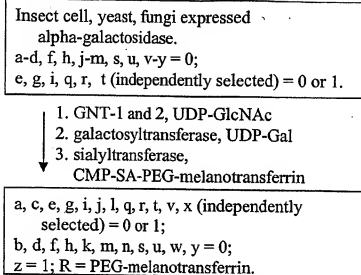 Insect cell, yeast, fungi expressed
alpha-galactosidase.
a-d, f, h, j-m, s, u, v-y = 0;
e, g, i, q, r, t (independently selected) = 0 or 1.
1. GNT-1 and 2, UDP-GlcNAc
2. galactosyltransferase, UDP-Gal
3. sialyltransferase,
CMP-SA-PEG-melanotransferrin
a, c, e, g, i, j, l, q, r, t, v, x (independently
selected) = 0 or 1;
b, d, f, h, k, m, n, s, u, w, y = 0;
z = 1; R = PEG-melanotransferrin.